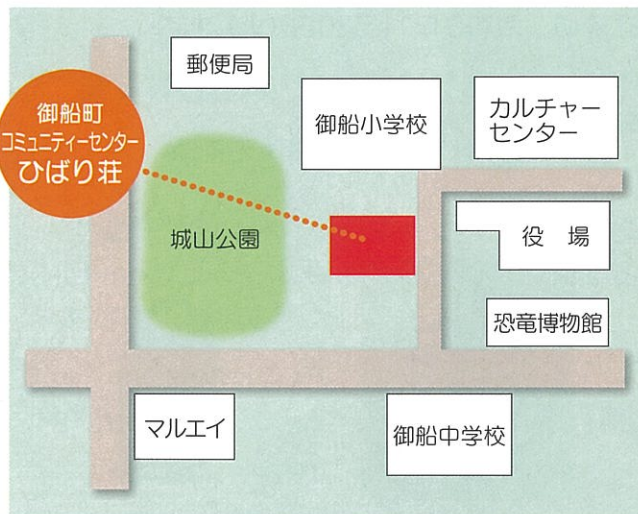 郵便局
御船町
コミュニティーセンター
ひばり荘
御船小学校
カルチャー
センター
城山公園
役 場
恐竜博物館
マルエイ
御船中学校